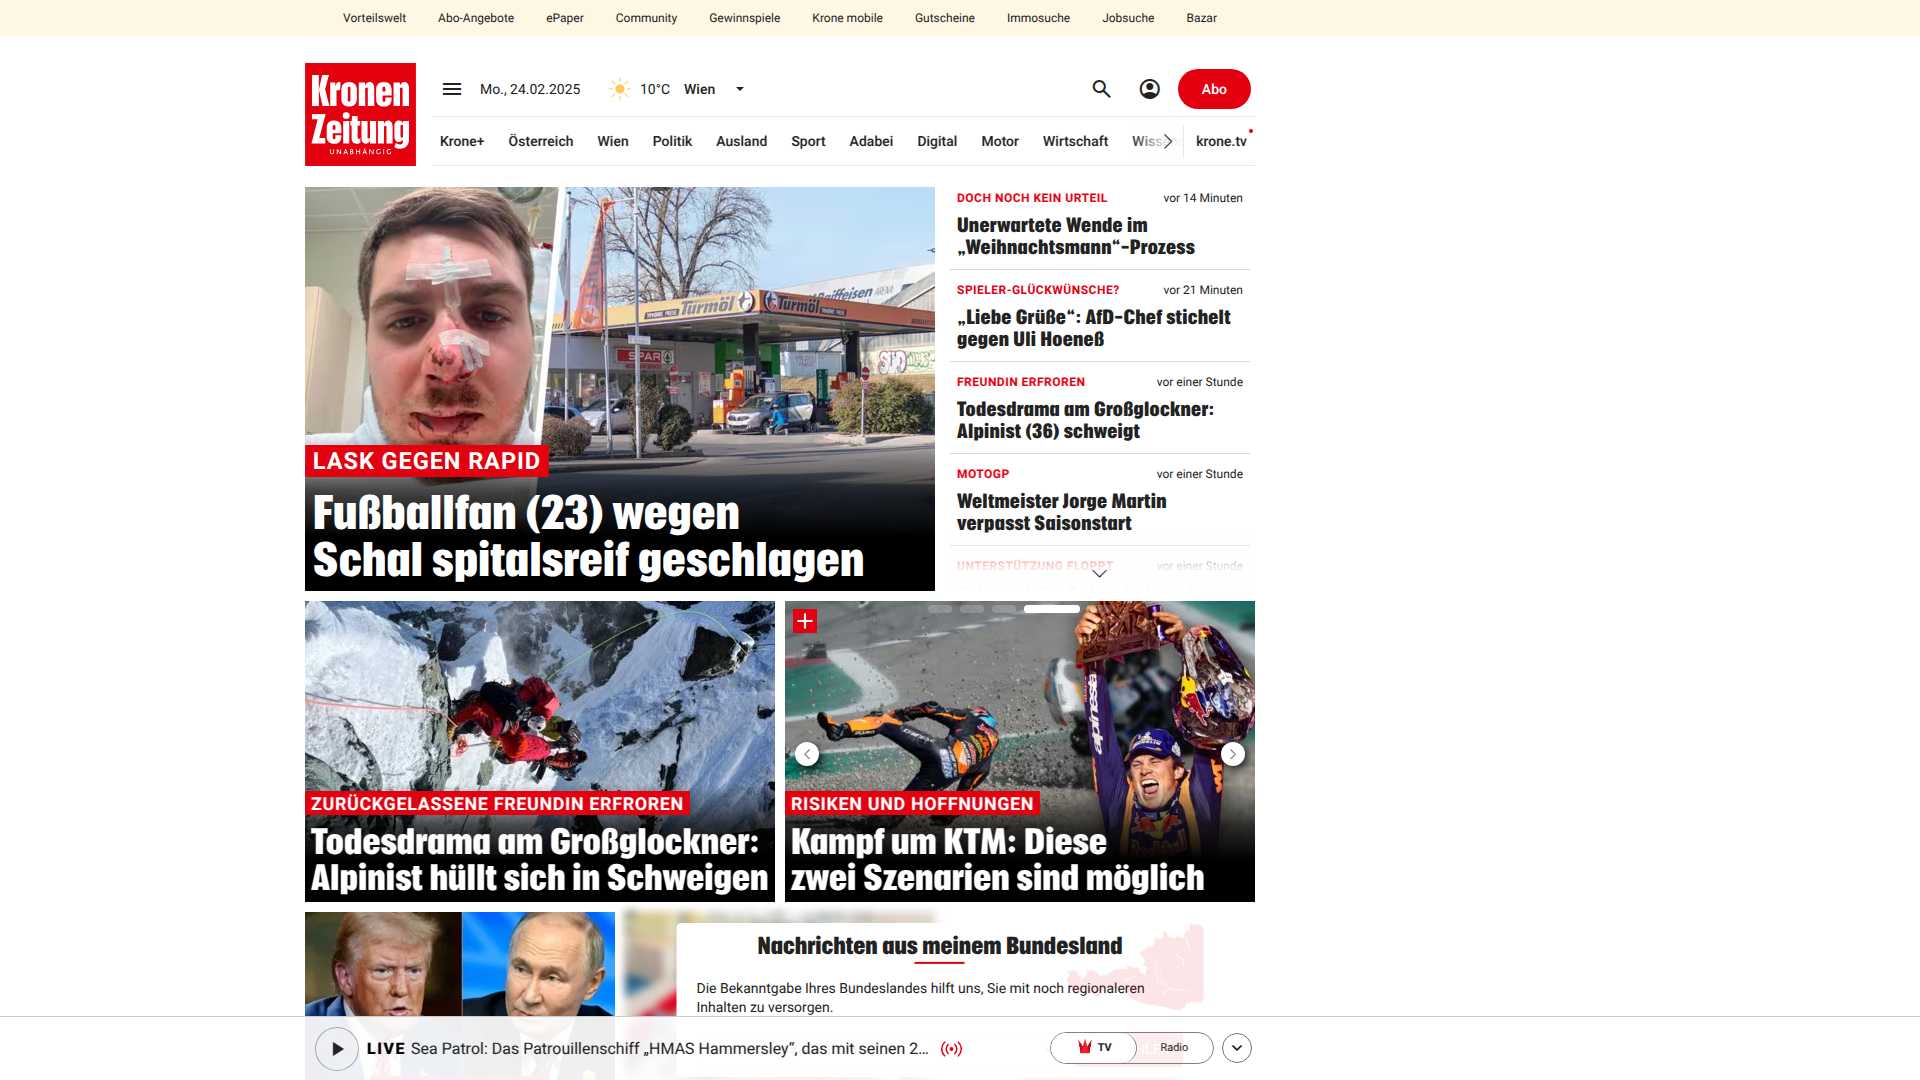 Vorteilswelt Abo-Angebote ePaper Community Gewinnspiele Krone mobile Gutscheine Immosuche Jobsuche Bazar
Kronen
Zeitung
UNABHÄNGIG
Mo., 24.02.2025 10°C Wien
Abo
Krone+ Österreich Wien Politik Ausland Sport Adabei Digital Motor Wirtschaft krone.tv
Turmöl
Turmöl
Raiffeisen ARENA
SPAR
LASK GEGEN RAPID
Fußballfan (23) wegen
Schal spitalsreif geschlagen
DOCH NOCH KEIN URTEIL vor 14 Minuten
Unerwartete Wende im
„Weihnachtsmann“-Prozess
SPIELER-GLÜCKWÜNSCHE? vor 21 Minuten
„Liebe Grüße“: AfD-Chef stichelt
gegen Uli Hoeneß
FREUNDIN ERFROREN vor einer Stunde
Todesdrama am Großglockner:
Alpinist (36) schweigt
MOTOGP vor einer Stunde
Weltmeister Jorge Martin
verpasst Saisonstart
UNTERSTÜTZUNG FLOPPT vor einer Stunde
ZURÜCKGELASSENE FREUNDIN ERFROREN
Todesdrama am Großglockner:
Alpinist hüllt sich in Schweigen
RISIKEN UND HOFFNUNGEN
Kampf um KTM: Diese
zwei Szenarien sind möglich
Nachrichten aus meinem Bundesland
Die Bekanntgabe Ihres Bundeslandes hilft uns, Sie mit noch regionaleren
Inhalten zu versorgen.
LIVE Sea Patrol: Das Patrouillenschiff „HMAS Hammersley“, das mit seinen 2...
TV Radio